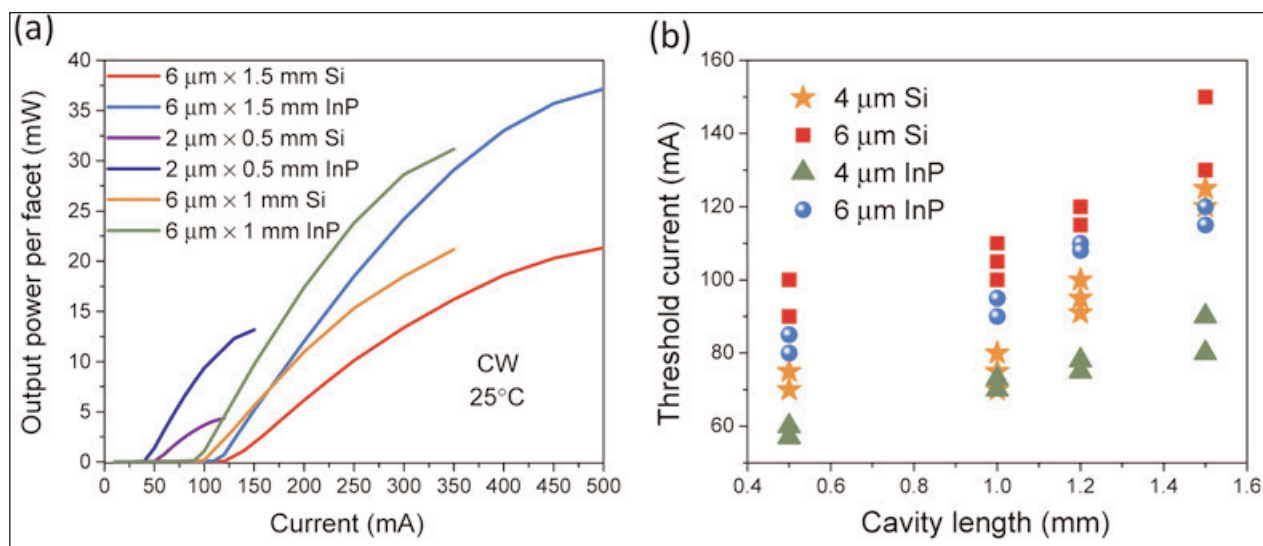 (a)
40
35
30
25
20
15
10
5
0
Output power per facet (mW)
6 μm × 1.5 mm Si
6 μm × 1.5 mm InP
2 μm × 0.5 mm Si
2 μm × 0.5 mm InP
6 μm × 1 mm Si
6 μm × 1 mm InP
CW
25°C
0 50 100 150 200 250 300 350 400 450 500
Current (mA)
(b)
160
140
120
100
80
60
Threshold current (mA)
4 μm Si
6 μm Si
4 μm InP
6 μm InP
0.4 0.6 0.8 1.0 1.2 1.4 1.6
Cavity length (mm)